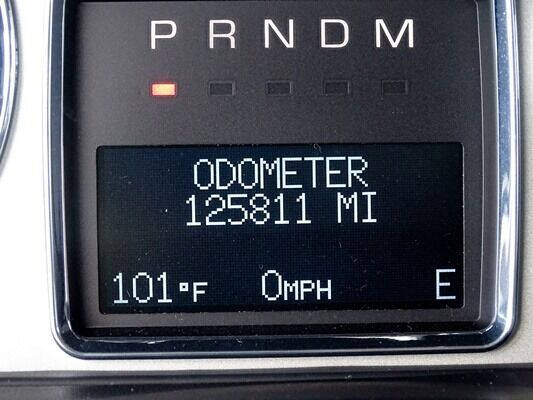 P R N D M
ODOMETER
125811 MI
101°F 0MPH E